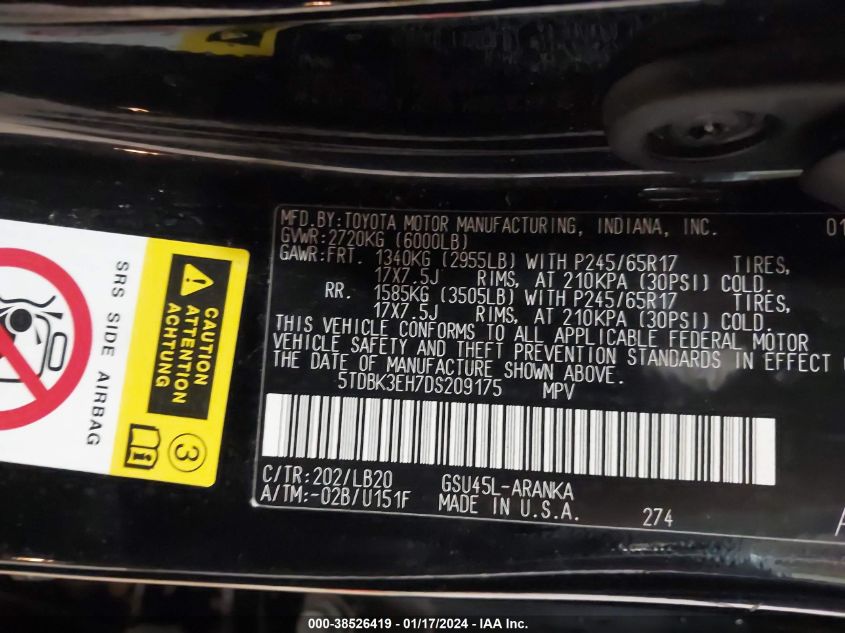 MFD.BY:TOYOTA MOTOR MANUFACTURING, INDIANA, INC. 01
GVWR:2720KG (6000LB)
GAWR:FRT. 1340KG (2955LB) WITH P245/65R17 TIRES,
17X7.5J RIMS, AT 210KPA (30PSI) COLD.
RR. 1585KG (3505LB) WITH P245/65R17 TIRES,
17X7.5J RIMS, AT 210KPA (30PSI) COLD.
THIS VEHICLE CONFORMS TO ALL APPLICABLE FEDERAL MOTOR
VEHICLE SAFETY AND THEFT PREVENTION STANDARDS IN EFFECT
THE DATE OF MANUFACTURE SHOWN ABOVE.
5TDBK3EH7DS209175 MPV
C/TR:202/LB20 GSU45L-ARANKA
A/TM:-02B/U151F MADE IN U.S.A. 274
A
SRS SIDE AIRBAG
CAUTION
ATTENTION
ACHTUNG
3
000-38526419 - 01/17/2024 - IAA Inc.